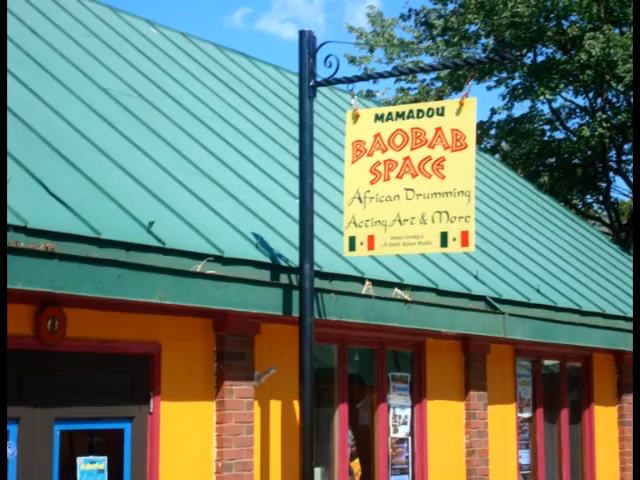 MAMADOU
BAOBAB
SPACE
African Drumming
Acting, Art & More